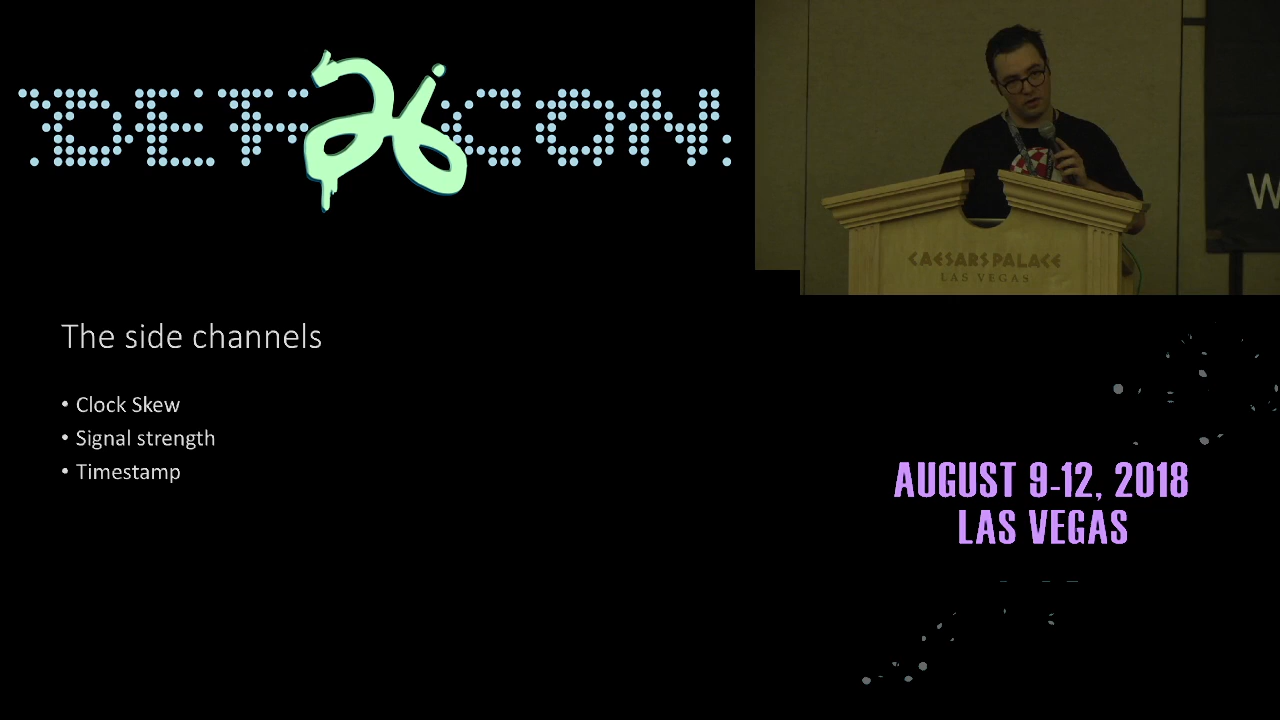 DEF 26 CON
W
CAESARS PALACE
LAS VEGAS
The side channels
• Clock Skew
• Signal strength
• Timestamp
AUGUST 9-12, 2018
LAS VEGAS